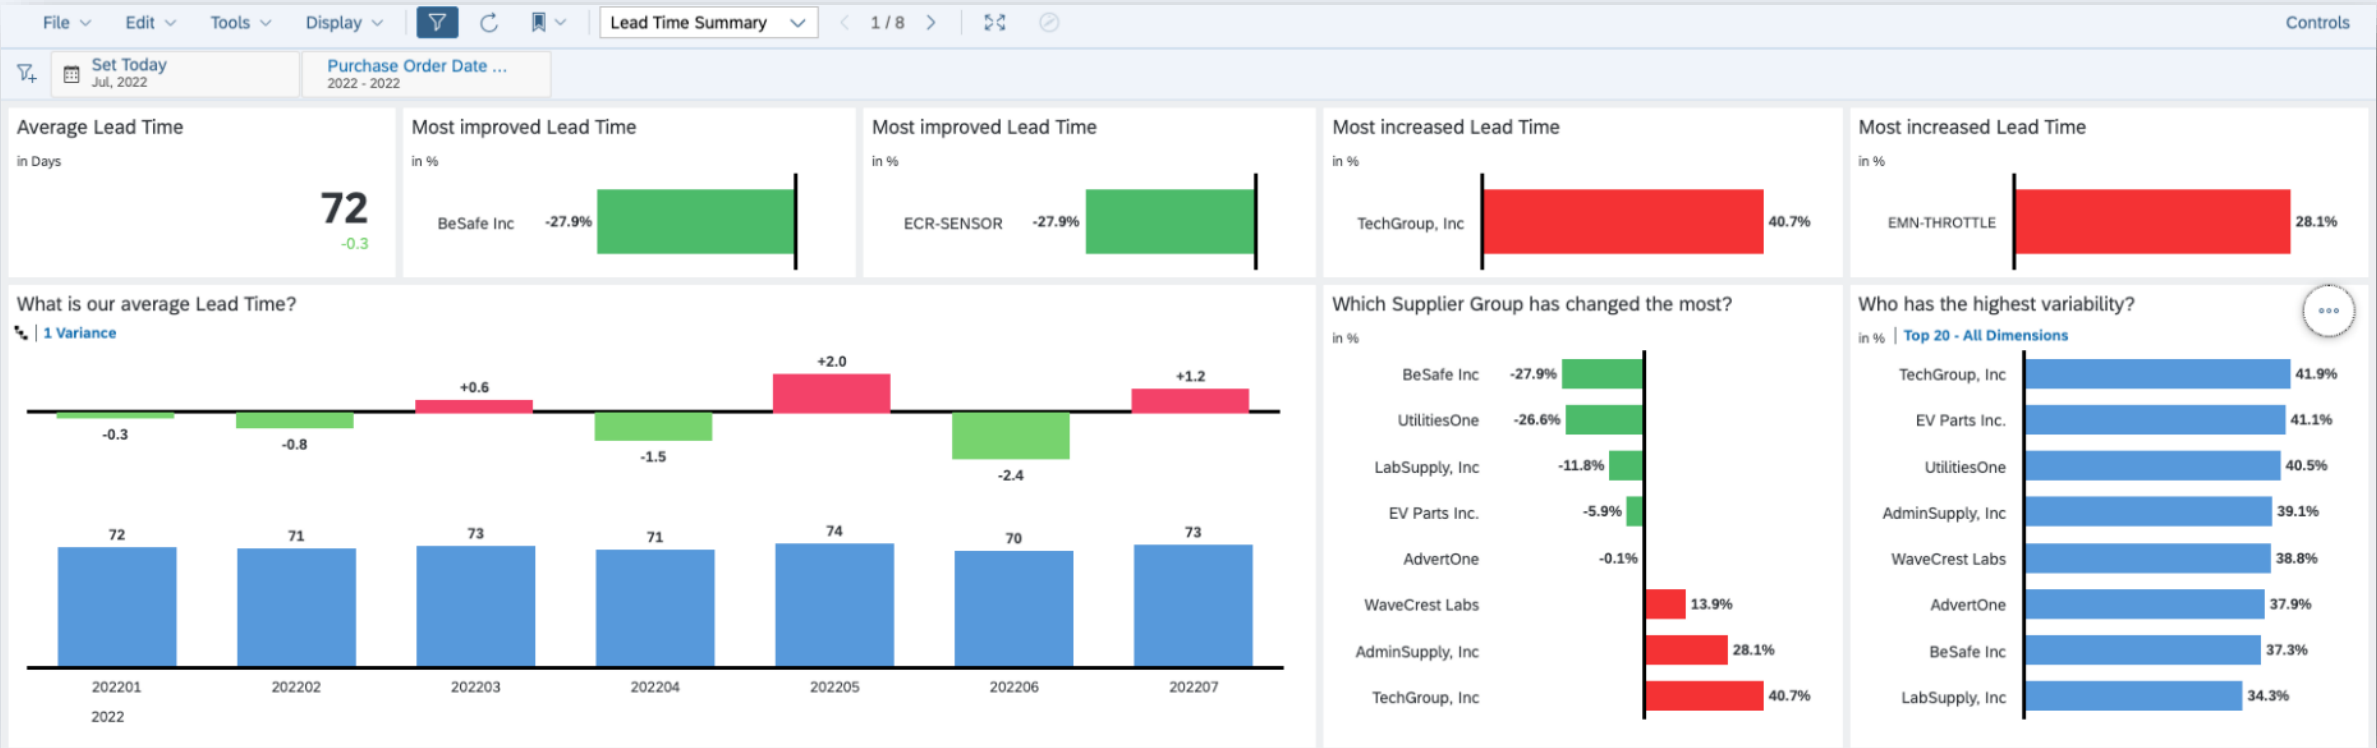 File Edit Tools Display Lead Time Summary 1 / 8 Controls
Set Today
Jul, 2022
Purchase Order Date ...
2022 - 2022
Average Lead Time
in Days
72
-0.3
Most improved Lead Time
in %
BeSafe Inc -27.9%
Most improved Lead Time
in %
ECR-SENSOR -27.9%
Most increased Lead Time
in %
TechGroup, Inc 40.7%
Most increased Lead Time
in %
EMN-THROTTLE 28.1%
What is our average Lead Time?
1 Variance
-0.3 -0.8 +0.6 -1.5 +2.0 -2.4 +1.2
72 71 73 71 74 70 73
202201 202202 202203 202204 202205 202206 202207
2022
Which Supplier Group has changed the most?
in %
BeSafe Inc -27.9%
UtilitiesOne -26.6%
LabSupply, Inc -11.8%
EV Parts Inc. -5.9%
AdvertOne -0.1%
WaveCrest Labs 13.9%
AdminSupply, Inc 28.1%
TechGroup, Inc 40.7%
Who has the highest variability?
in % | Top 20 - All Dimensions
TechGroup, Inc 41.9%
EV Parts Inc. 41.1%
UtilitiesOne 40.5%
AdminSupply, Inc 39.1%
WaveCrest Labs 38.8%
AdvertOne 37.9%
BeSafe Inc 37.3%
LabSupply, Inc 34.3%